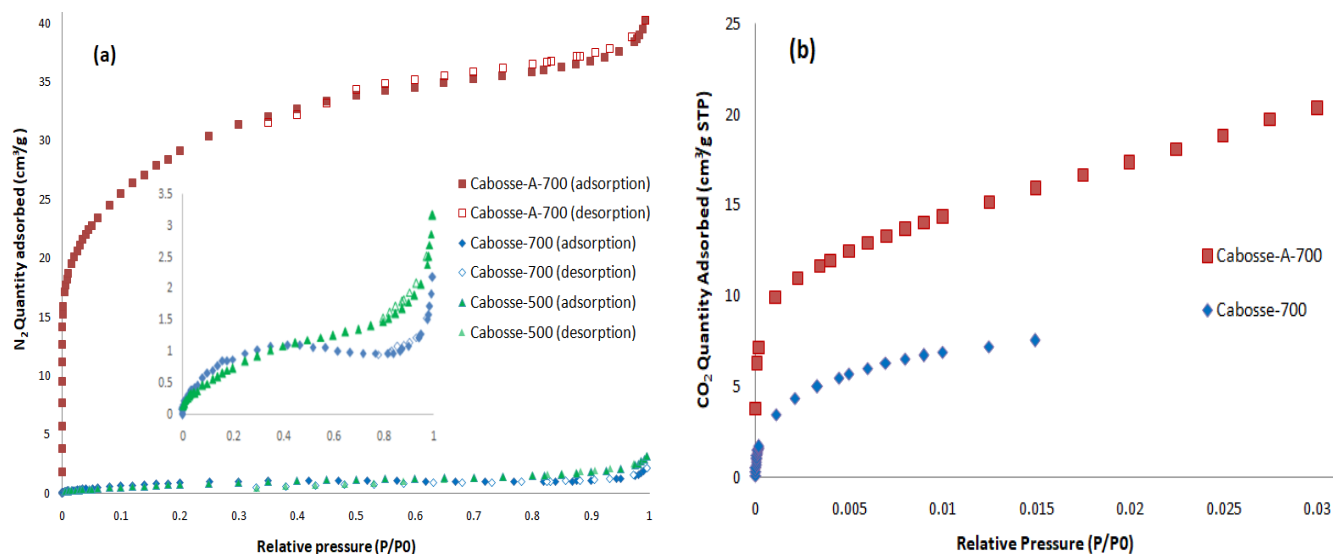 (a)
N2 Quantity adsorbed (cm³/g)
40
35
30
25
20
15
10
5
0
0 0.1 0.2 0.3 0.4 0.5 0.6 0.7 0.8 0.9 1
Relative pressure (P/P0)
3.5
3
2.5
2
1.5
1
0.5
0
0 0.2 0.4 0.6 0.8 1
Cabosse-A-700 (adsorption)
Cabosse-A-700 (desorption)
Cabosse-700 (adsorption)
Cabosse-700 (desorption)
Cabosse-500 (adsorption)
Cabosse-500 (desorption)
(b)
CO2 Quantity Adsorbed (cm³/g STP)
25
20
15
10
5
0
0 0.005 0.01 0.015 0.02 0.025 0.03
Relative Pressure (P/P0)
Cabosse-A-700
Cabosse-700